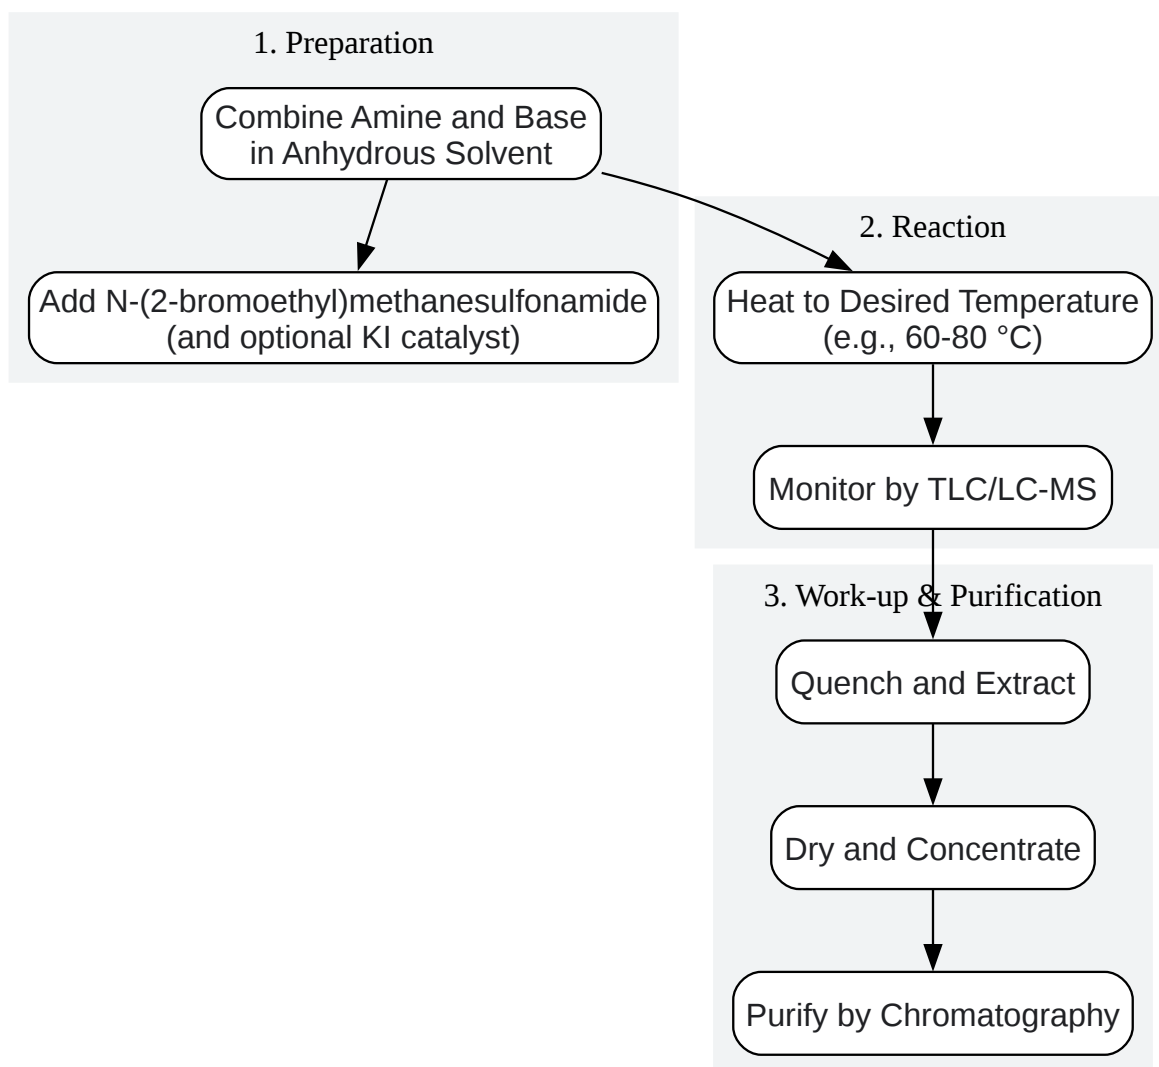 1. Preparation
Combine Amine and Base
in Anhydrous Solvent
Add N-(2-bromoethyl)methanesulfonamide
(and optional KI catalyst)
2. Reaction
Heat to Desired Temperature
(e.g., 60-80 °C)
Monitor by TLC/LC-MS
3. Work-up & Purification
Quench and Extract
Dry and Concentrate
Purify by Chromatography